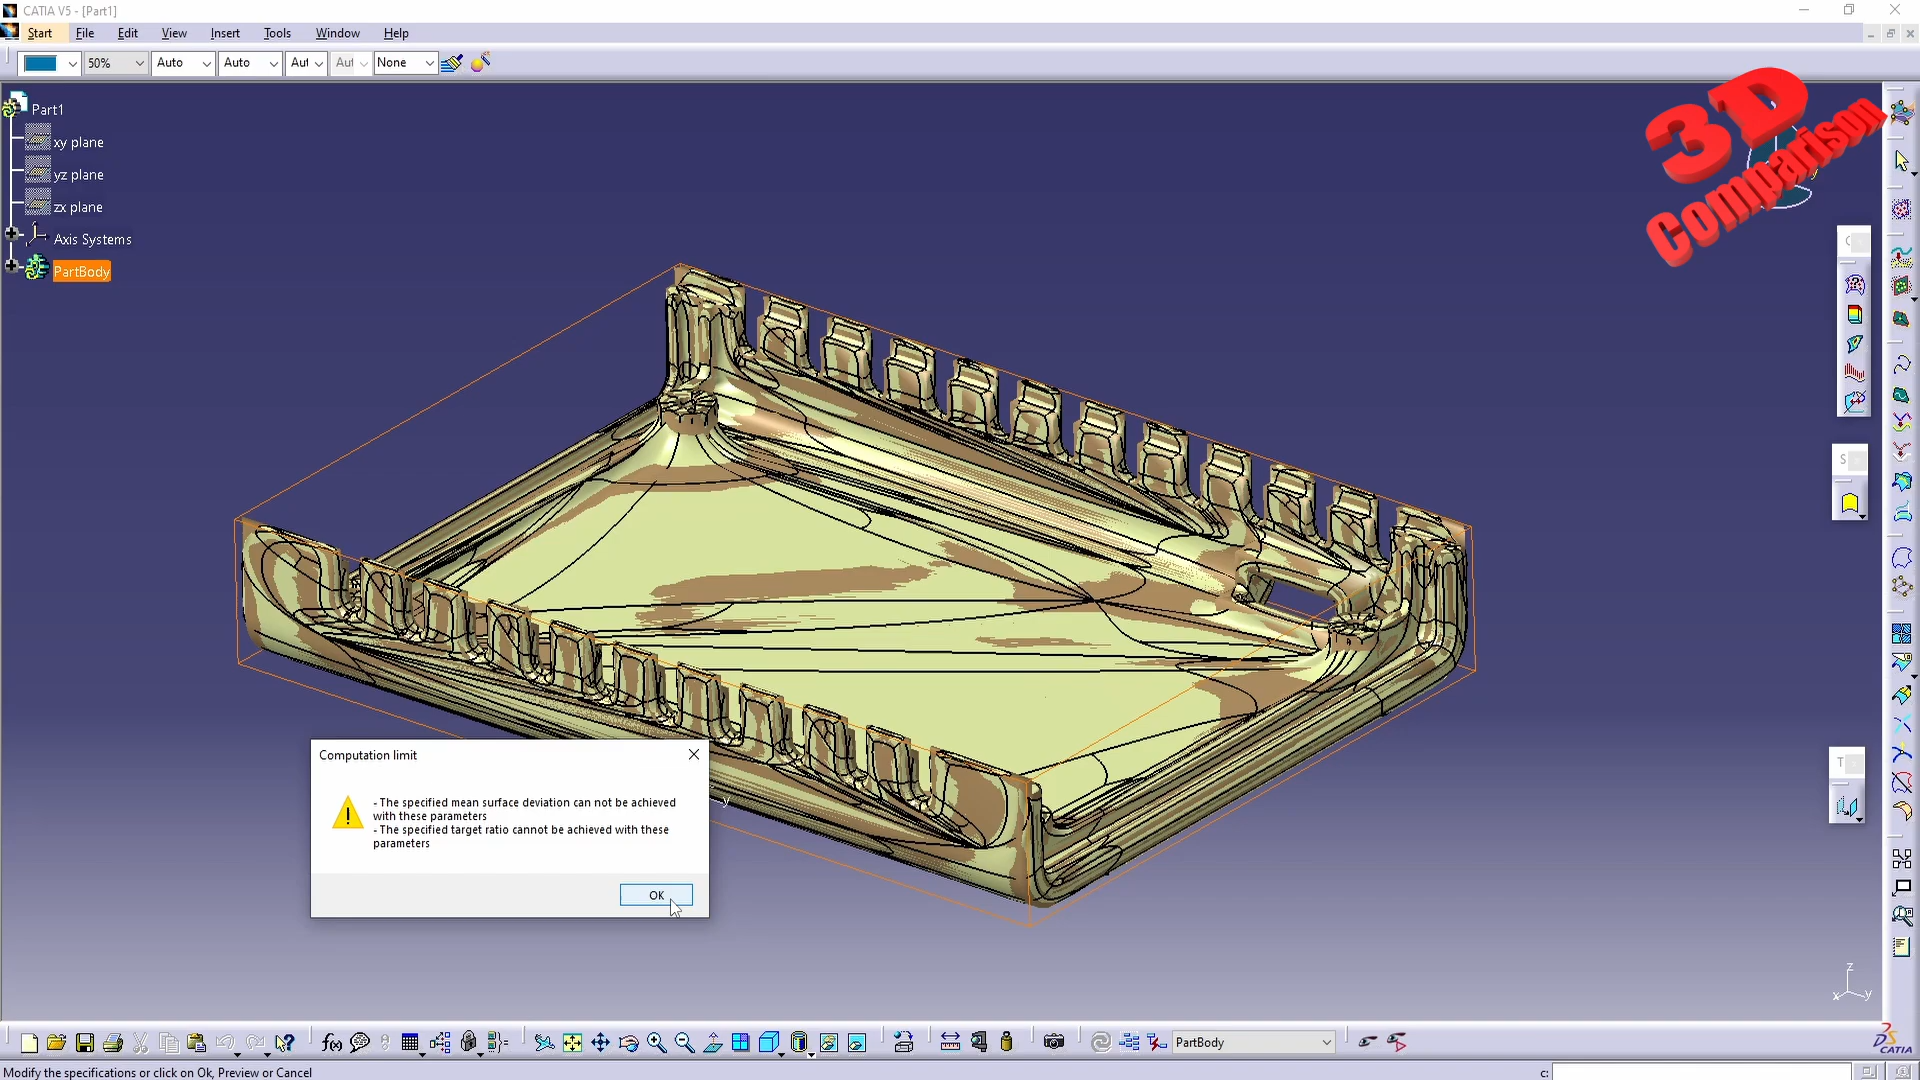 CATIA V5 - [Part1]
Start File Edit View Insert Tools Window Help
50% Auto Auto Aut Aut None
3D
Comparison
Part1
xy plane
yz plane
zx plane
Axis Systems
PartBody
S
T
Computation limit
- The specified mean surface deviation can not be achieved
with these parameters
- The specified target ratio cannot be achieved with these
parameters
OK
y
z
x y
f(x)
PartBody
CATIA
Modify the specifications or click on Ok, Preview or Cancel
c: